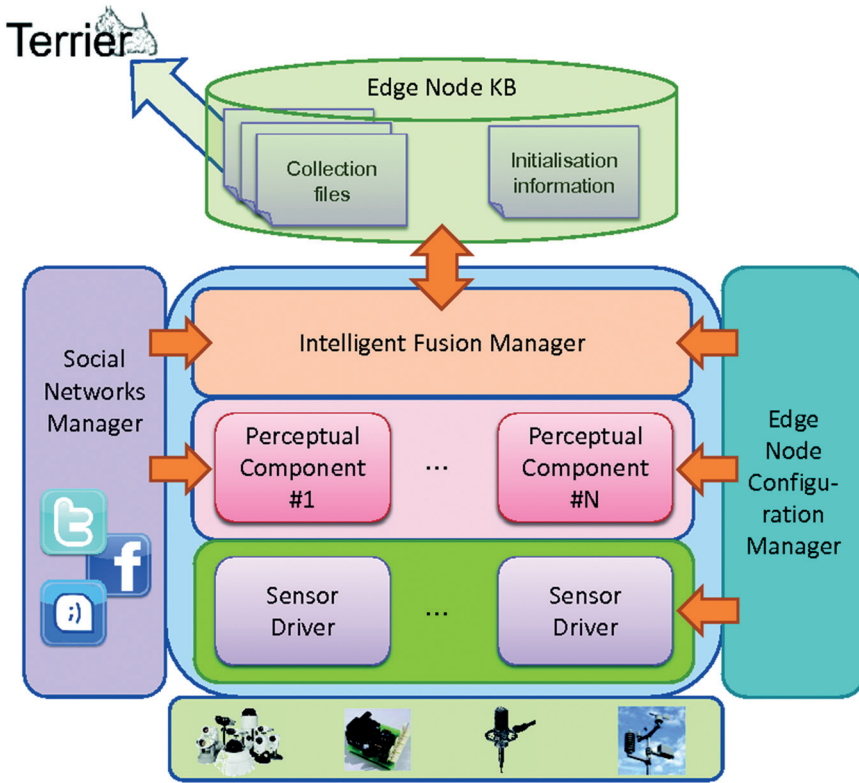 Terrier
Edge Node KB
Collection
files
Initialisation
information
Social
Networks
Manager
Intelligent Fusion Manager
Perceptual
Component
#1
...
Perceptual
Component
#N
Sensor
Driver
...
Sensor
Driver
Edge
Node
Configu-
ration
Manager
t
f
;)